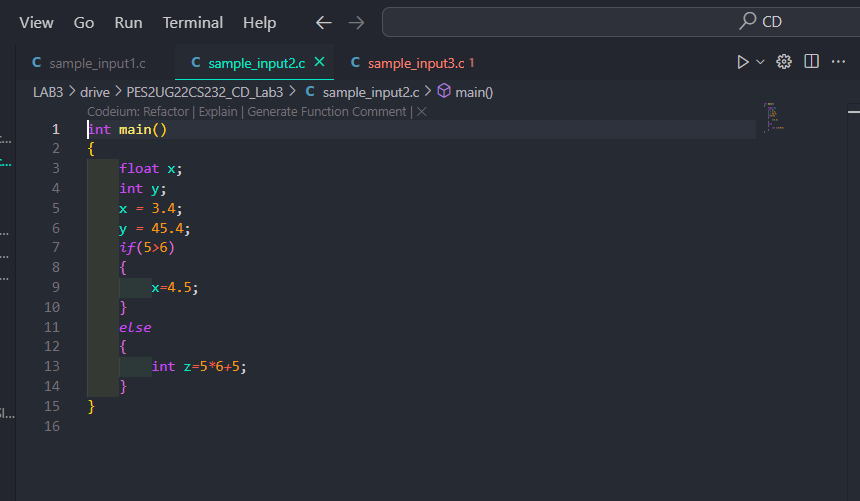 View Go Run Terminal Help CD
C sample_input1.c C sample_input2.c C sample_input3.c 1
LAB3 > drive > PES2UG22CS232_CD_Lab3 > C sample_input2.c > main()
Codeium: Refactor | Explain | Generate Function Comment | ×
1 int main()
2 {
3 float x;
4 int y;
5 x = 3.4;
6 y = 45.4;
7 if(5>6)
8 {
9 x=4.5;
10 }
11 else
12 {
13 int z=5*6+5;
14 }
15 }
16